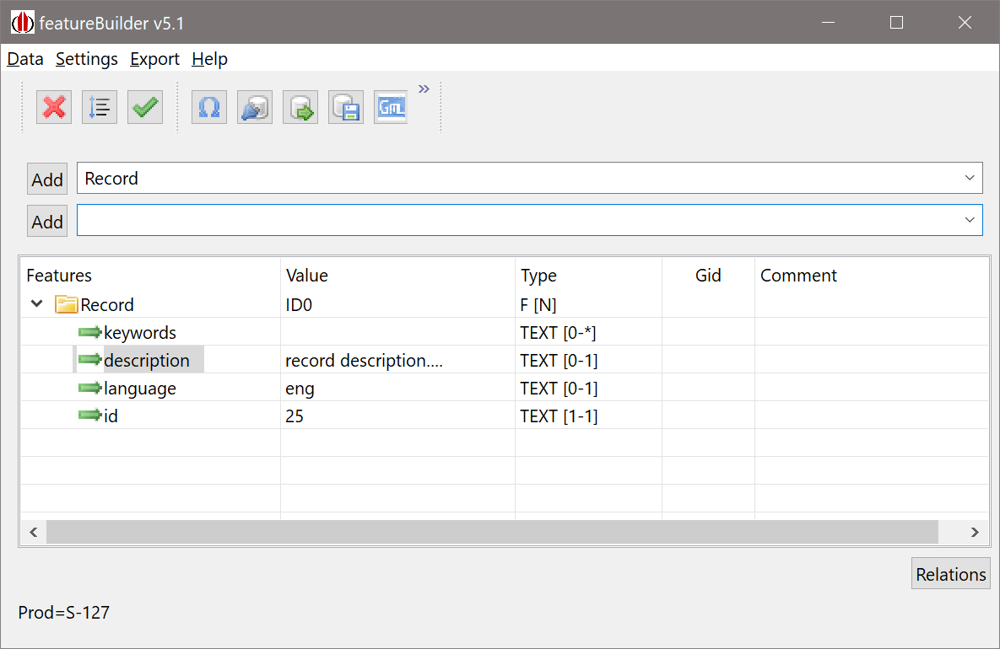 featureBuilder v5.1
Data Settings Export Help
Ω GML
Add Record
Add
Features Value Type Gid Comment
Record ID0 F [N]
keywords TEXT [0-*]
description record description.... TEXT [0-1]
language eng TEXT [0-1]
id 25 TEXT [1-1]
Relations
Prod=S-127